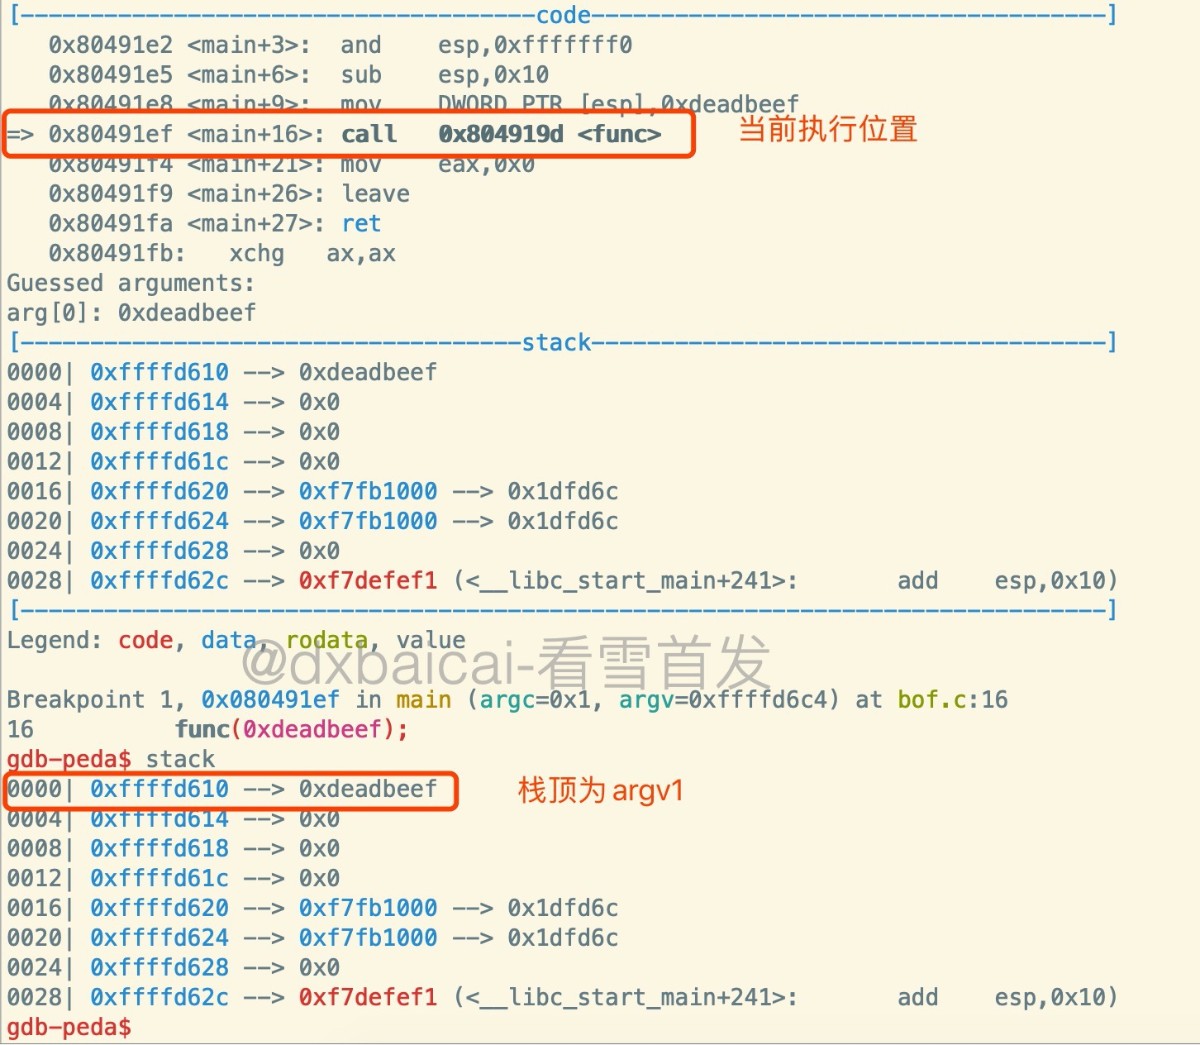 [-------------------------------------code-------------------------------------]
   0x80491e2 <main+3>:  and    esp,0xfffffff0
   0x80491e5 <main+6>:  sub    esp,0x10
   0x80491e8 <main+9>:  mov    DWORD PTR [esp],0xdeadbeef
=> 0x80491ef <main+16>: call   0x804919d <func>
当前执行位置
   0x80491f4 <main+21>: mov    eax,0x0
   0x80491f9 <main+26>: leave
   0x80491fa <main+27>: ret
   0x80491fb:   xchg   ax,ax
Guessed arguments:
arg[0]: 0xdeadbeef
[------------------------------------stack-------------------------------------]
0000| 0xffffd610 --> 0xdeadbeef
0004| 0xffffd614 --> 0x0
0008| 0xffffd618 --> 0x0
0012| 0xffffd61c --> 0x0
0016| 0xffffd620 --> 0xf7fb1000 --> 0x1dfd6c
0020| 0xffffd624 --> 0xf7fb1000 --> 0x1dfd6c
0024| 0xffffd628 --> 0x0
0028| 0xffffd62c --> 0xf7defef1 (<__libc_start_main+241>:       add    esp,0x10)
[------------------------------------------------------------------------------]
Legend: code, data, rodata, value
@dxbaicai-看雪首发
Breakpoint 1, 0x080491ef in main (argc=0x1, argv=0xffffd6c4) at bof.c:16
16          func(0xdeadbeef);
gdb-peda$ stack
0000| 0xffffd610 --> 0xdeadbeef
栈顶为 argv1
0004| 0xffffd614 --> 0x0
0008| 0xffffd618 --> 0x0
0012| 0xffffd61c --> 0x0
0016| 0xffffd620 --> 0xf7fb1000 --> 0x1dfd6c
0020| 0xffffd624 --> 0xf7fb1000 --> 0x1dfd6c
0024| 0xffffd628 --> 0x0
0028| 0xffffd62c --> 0xf7defef1 (<__libc_start_main+241>:       add    esp,0x10)
gdb-peda$